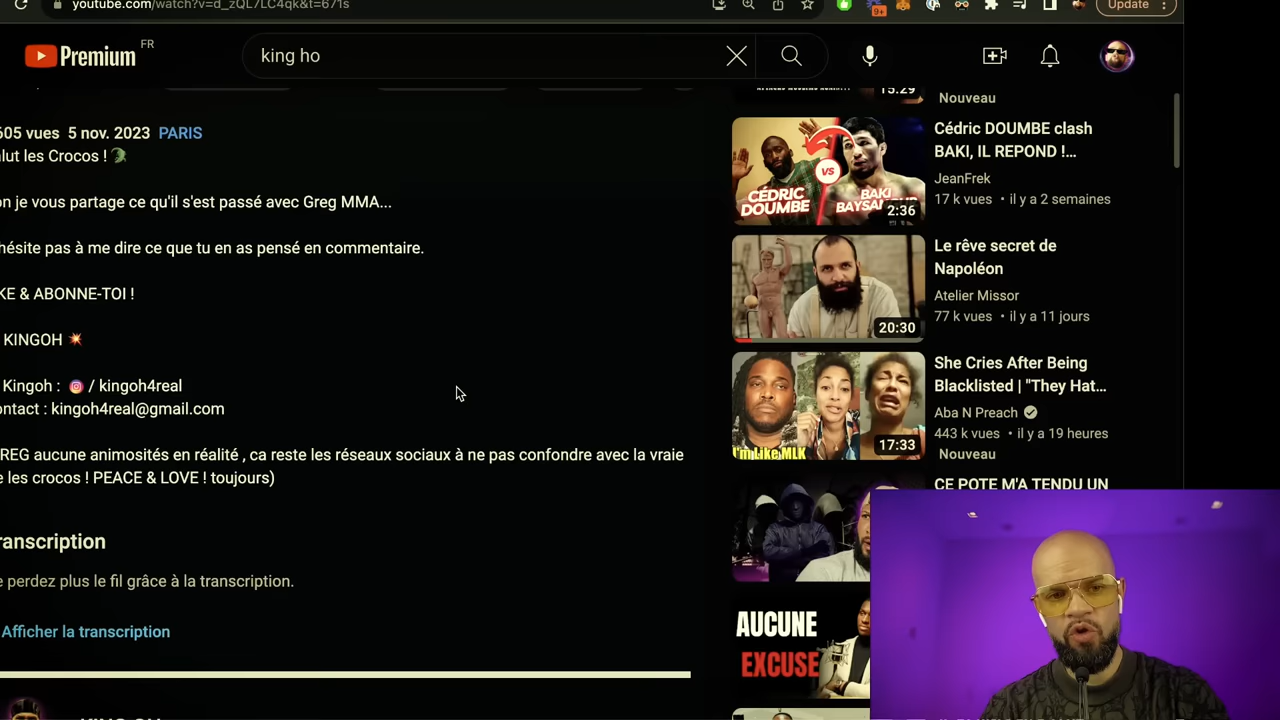 youtube.com/watch?v=d_zQL7LC4qk&t=671s
9+
Update
Premium
FR
king ho
605 vues 5 nov. 2023 PARIS
lut les Crocos !
on je vous partage ce qu'il s'est passé avec Greg MMA...
hésite pas à me dire ce que tu en as pensé en commentaire.
KE & ABONNE-TOI !
KINGOH
Kingoh : / kingoh4real
ontact : kingoh4real@gmail.com
REG aucune animosités en réalité , ca reste les réseaux sociaux à ne pas confondre avec la vraie
e les crocos ! PEACE & LOVE ! toujours)
ranscription
e perdez plus le fil grâce à la transcription.
Afficher la transcription
15:29
Nouveau
CÉDRIC
DOUMBE
VS
BAKI
2:36
Cédric DOUMBE clash
BAKI, IL REPOND !...
JeanFrek
17 k vues • il y a 2 semaines
20:30
Le rêve secret de
Napoléon
Atelier Missor
77 k vues • il y a 11 jours
I'm Like MLK
17:33
She Cries After Being
Blacklisted | "They Hat...
Aba N Preach
443 k vues • il y a 19 heures
Nouveau
CE POTE M'A TENDU UN
AUCUNE
EXCUSE